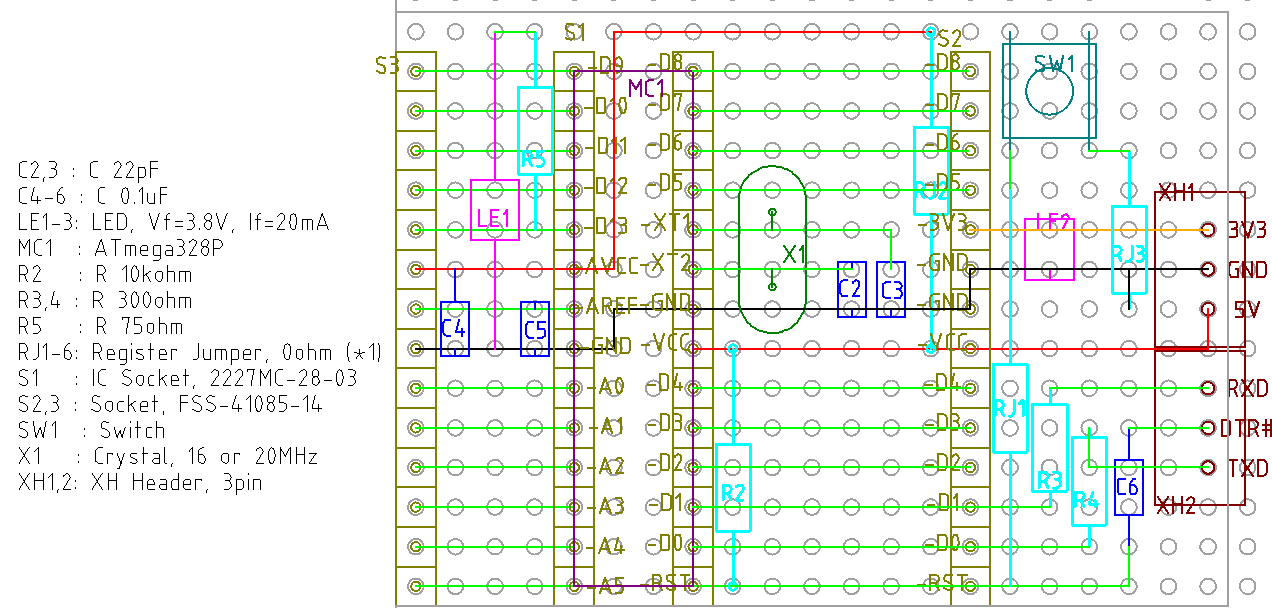 C2,3 : C 22pF
C4-6 : C 0.1uF
LE1-3: LED, Vf=3.8V, If=20mA
MC1 : ATmega328P
R2 : R 10kohm
R3,4 : R 300ohm
R5 : R 75ohm
RJ1-6: Register Jumper, 0ohm (*1)
S1 : IC Socket, 2227MC-28-03
S2,3 : Socket, FSS-41085-14
SW1 : Switch
X1 : Crystal, 16 or 20MHz
XH1,2: XH Header, 3pin
S1
S2
S3
-D9
-D8
-D8
SW1
MC1
-D10
-D7
-D7
-D11
-D6
-D6
R5
RJ2
-D12
-D5
-D5
XH1
LE1
-D13
-XT1
-3V3
LE2
3V3
X1
RJ3
AVCC
-XT2
-GND
GND
C2
C3
AREF
-GND
-GND
5V
C4
C5
-GND
-VCC
-VCC
-A0
-D4
-D4
RXD
RJ1
-A1
-D3
-D3
DTR#
-A2
-D2
-D2
TXD
R2
R3
R4
C6
-A3
-D1
-D1
XH2
-A4
-D0
-D0
-A5
-RST
-RST